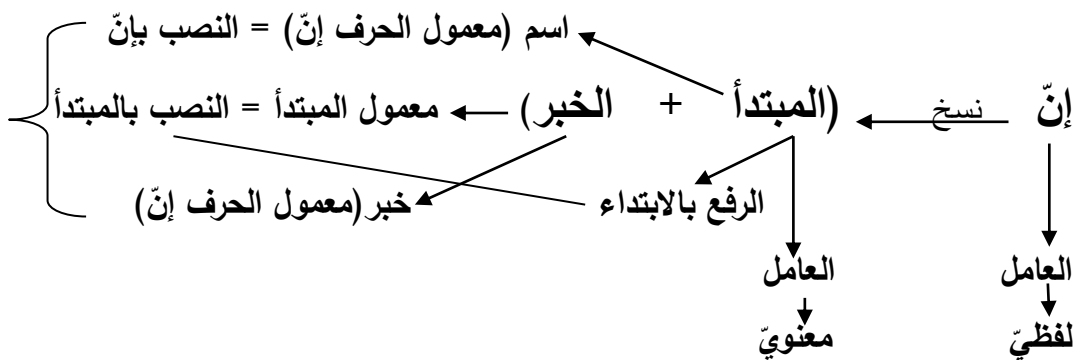 اسم (معمول الحرف إنّ) = النصب بإنّ
إنّ نسخ (المبتدأ + الخبر) معمول المبتدأ = النصب بالمبتدأ
الرفع بالابتداء خبر (معمول الحرف إنّ)
العامل العامل
لفظيّ معنويّ